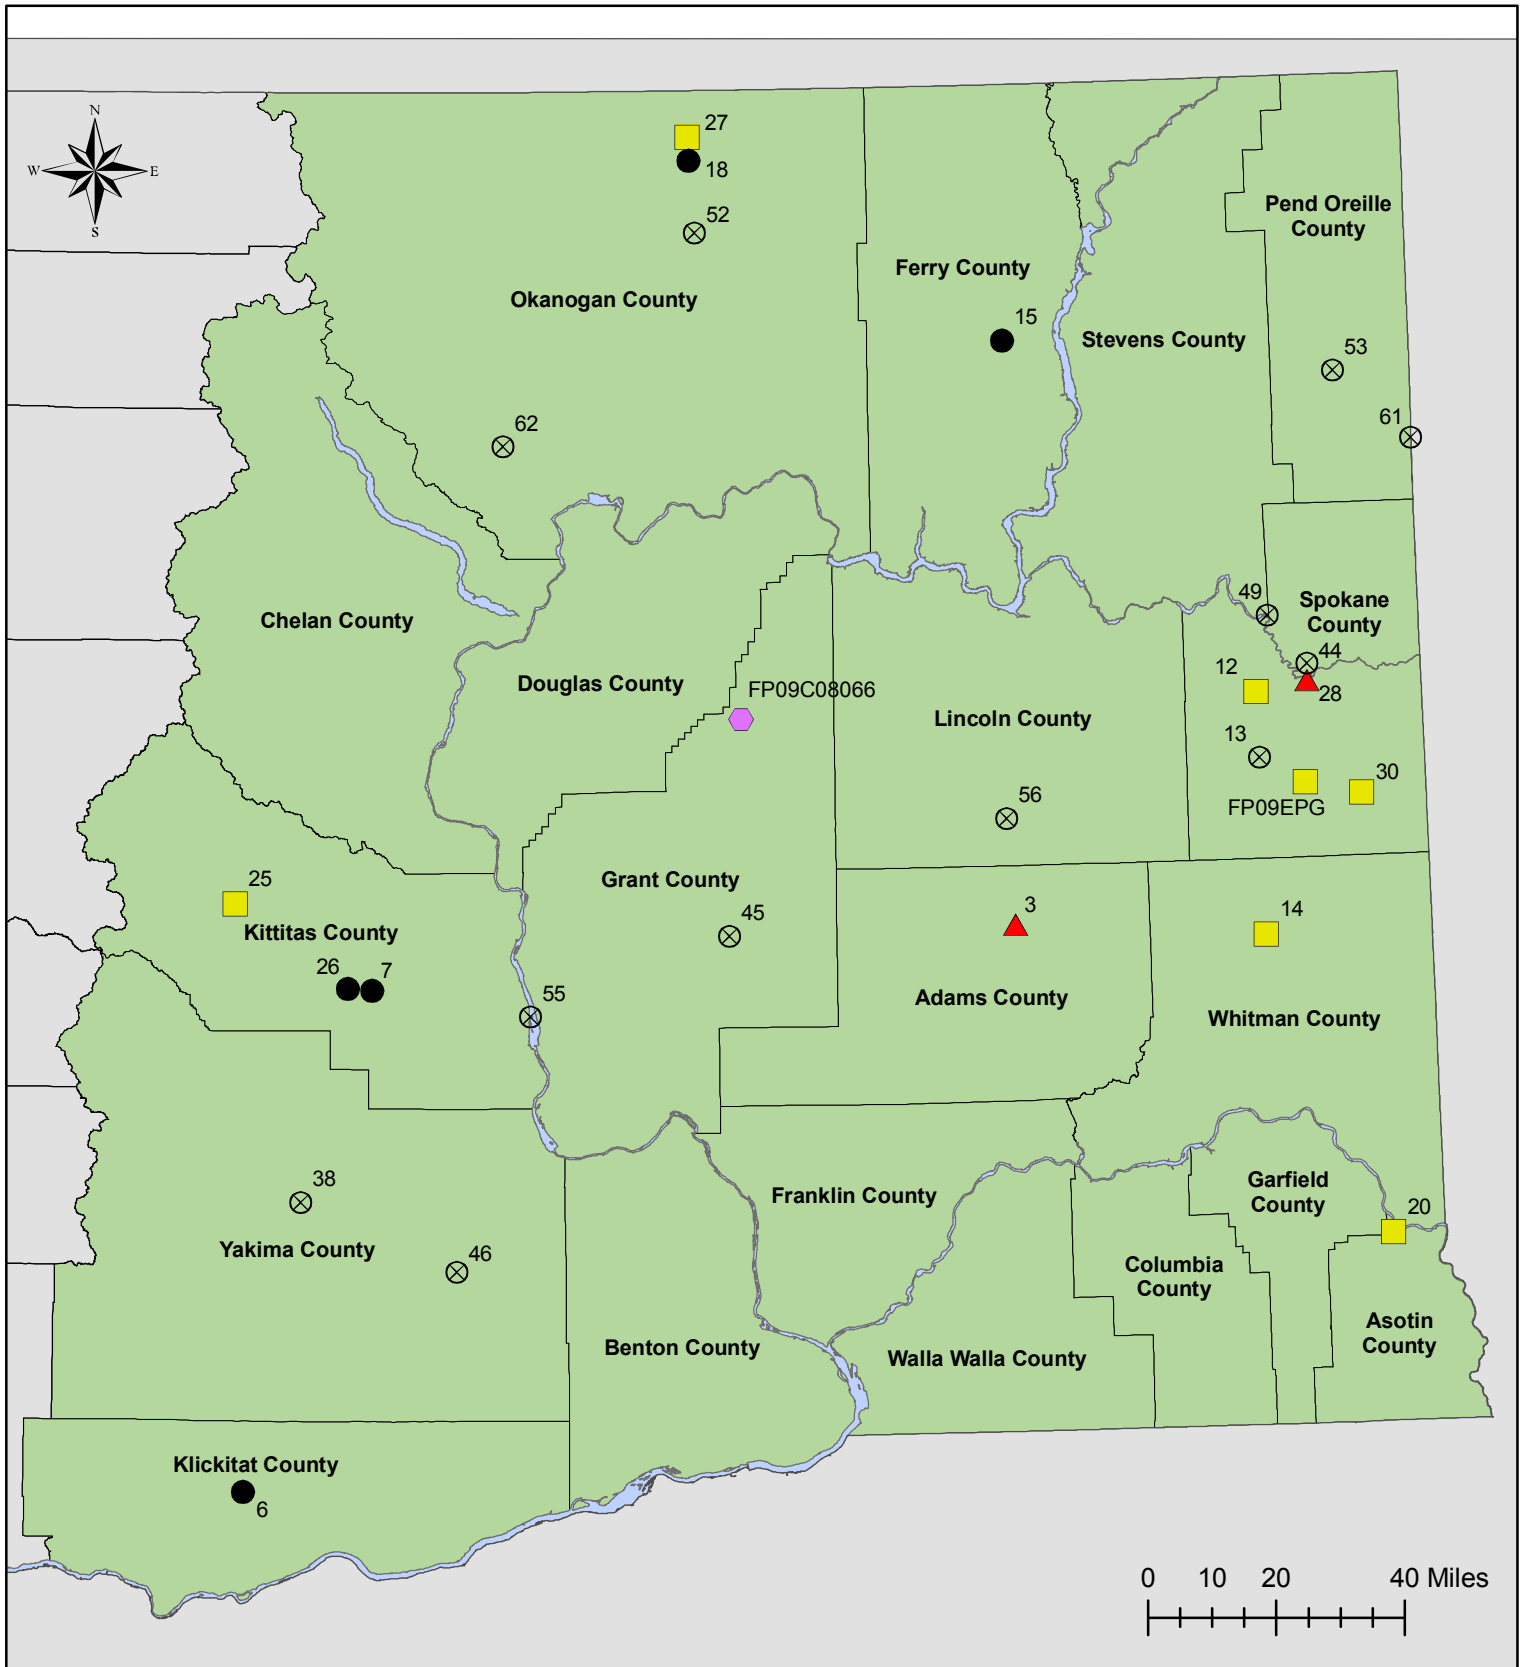 N
W E
S
27
18
52
Pend Oreille
County
Ferry County
Okanogan County
15
Stevens County
53
61
62
49
Spokane
County
Chelan County
44
12
28
Douglas County
FP09C08066
Lincoln County
13
30
56
FP09EPG
25
Grant County
Kittitas County
45
3
14
26
7
55
Adams County
Whitman County
38
Franklin County
Garfield
County
20
Yakima County
46
Columbia
County
Asotin
County
Benton County
Walla Walla County
Klickitat County
6
0 10 20 40 Miles